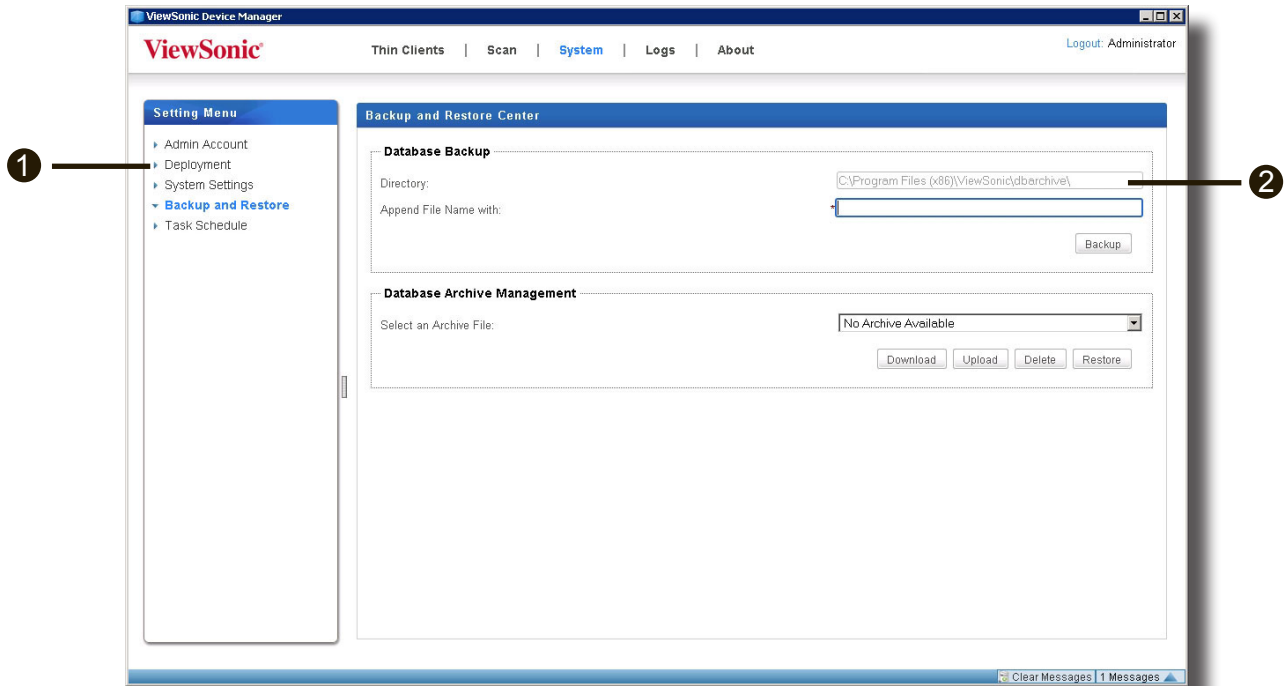 ViewSonic Device Manager
ViewSonic®
Thin Clients | Scan | System | Logs | About
Logout: Administrator
Setting Menu
Admin Account
Deployment
System Settings
Backup and Restore
Task Schedule
1
Backup and Restore Center
Database Backup
Directory: C:\Program Files (x86)\ViewSonic\dbarchive\
2
Append File Name with: *
Backup
Database Archive Management
Select an Archive File: No Archive Available
Download Upload Delete Restore
Clear Messages 1 Messages